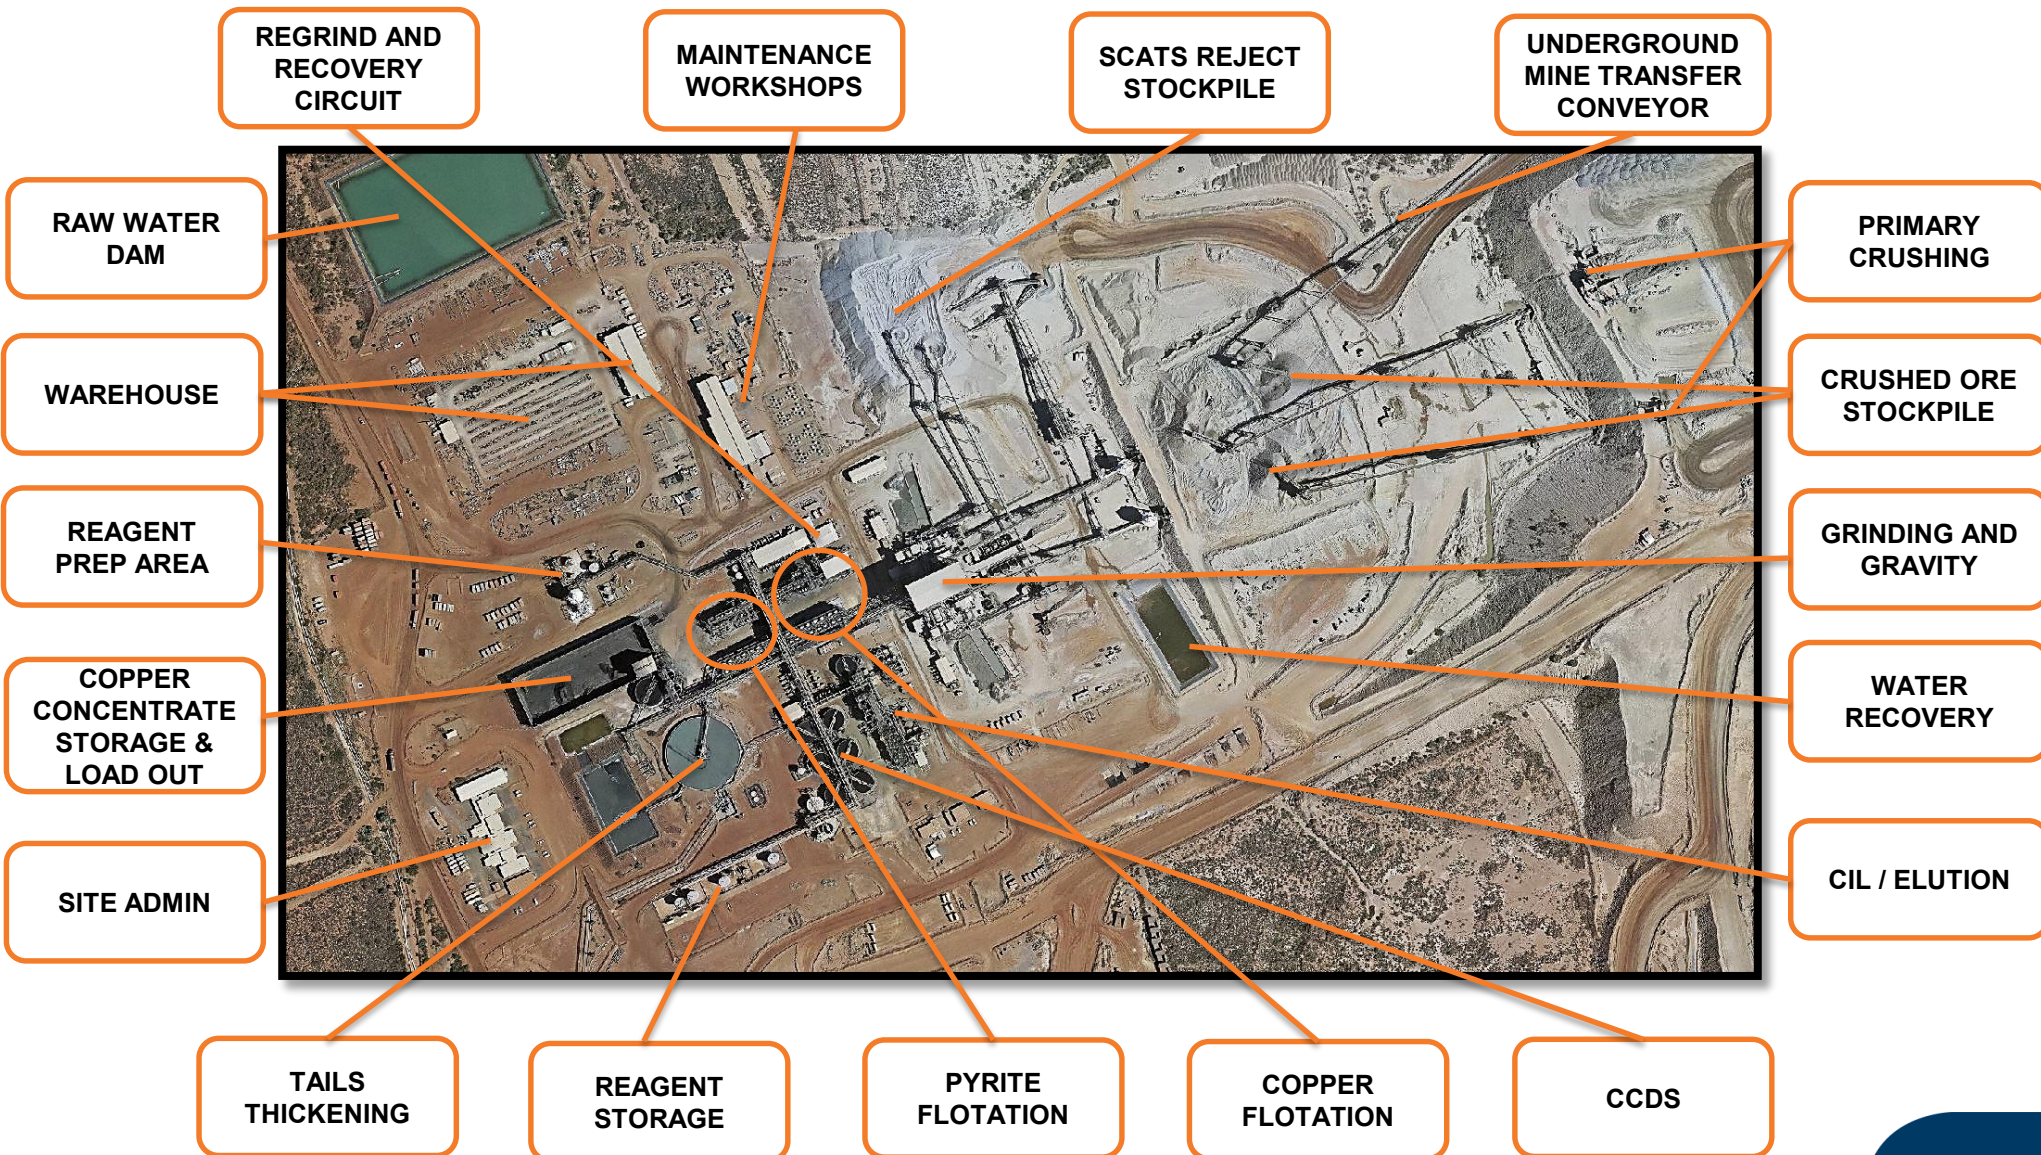 REGRIND AND
RECOVERY
CIRCUIT
MAINTENANCE
WORKSHOPS
SCATS REJECT
STOCKPILE
UNDERGROUND
MINE TRANSFER
CONVEYOR
RAW WATER
DAM
PRIMARY
CRUSHING
WAREHOUSE
CRUSHED ORE
STOCKPILE
REAGENT
PREP AREA
GRINDING AND
GRAVITY
COPPER
CONCENTRATE
STORAGE &
LOAD OUT
WATER
RECOVERY
SITE ADMIN
CIL / ELUTION
TAILS
THICKENING
REAGENT
STORAGE
PYRITE
FLOTATION
COPPER
FLOTATION
CCDS